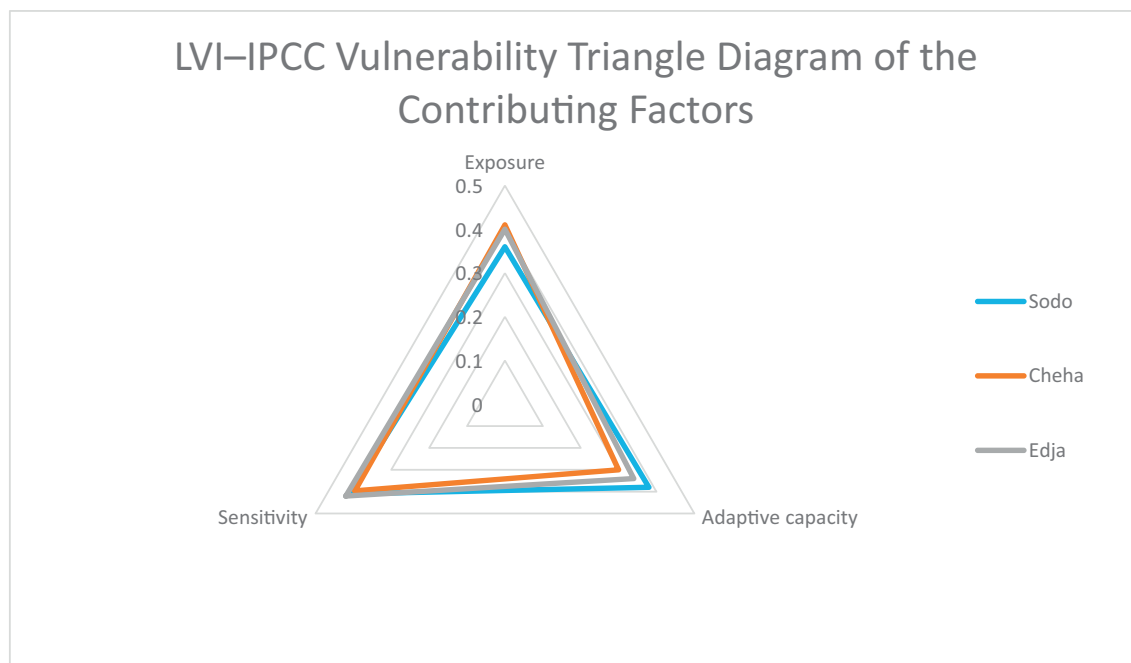 LVI–IPCC Vulnerability Triangle Diagram of the
Contributing Factors
Exposure
0.5
0.4
0.3
0.2
0.1
0
Sensitivity
Adaptive capacity
Sodo
Cheha
Edja